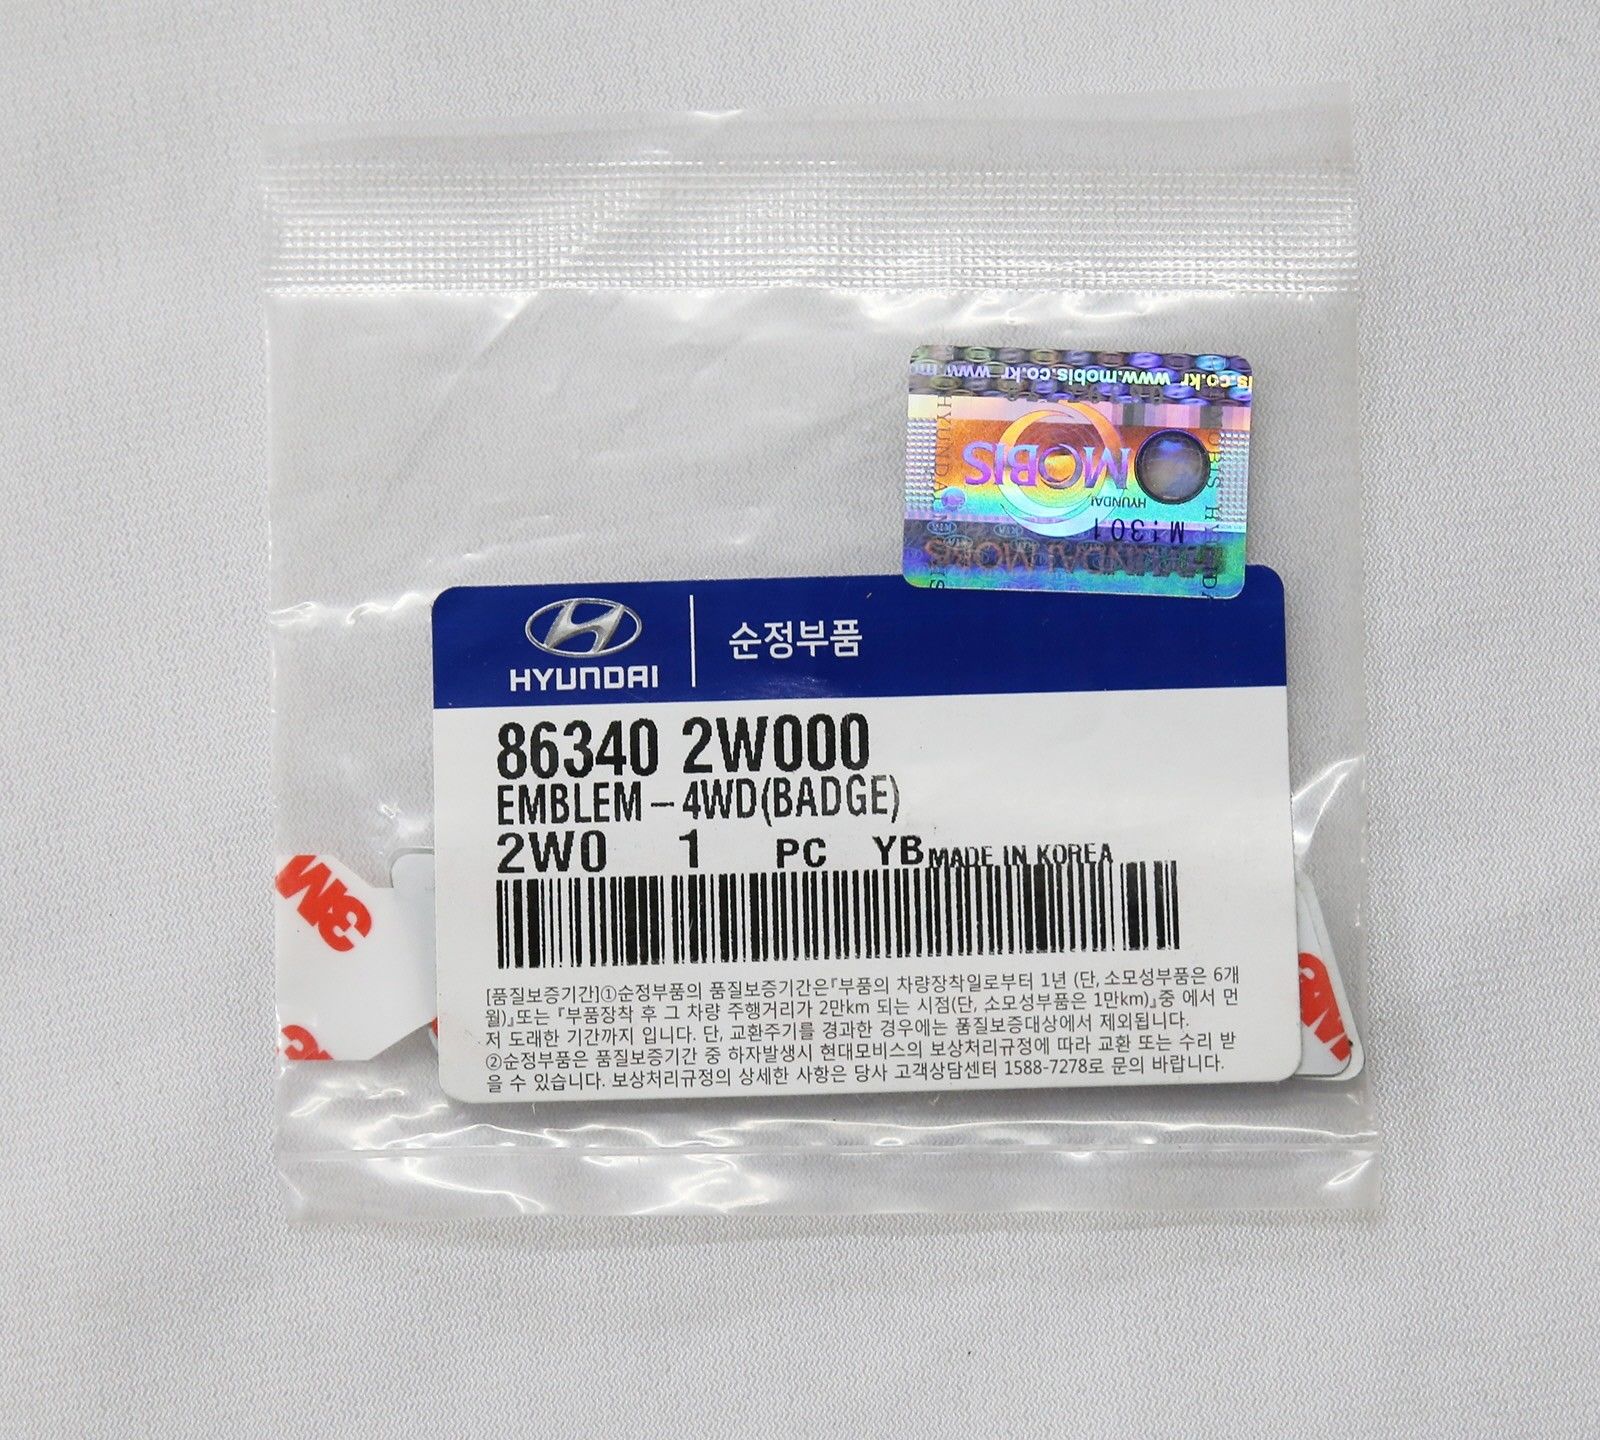 www.mobis.co.kr
MOBIS
HYUNDAI
M1301
HYUNDAI MOBIS
HYUNDAI
순정부품
86340 2W000
EMBLEM-4WD(BADGE)
2W0 1 PC YB MADE IN KOREA
[품질보증기간]①순정부품의 품질보증기간은『부품의 차량장착일로부터 1년 (단, 소모성부품은 6개
월)』또는 『부품장착 후 그 차량 주행거리가 2만km 되는 시점(단, 소모성부품은 1만km)』중 에서 먼
저 도래한 기간까지 입니다. 단, 교환주기를 경과한 경우에는 품질보증대상에서 제외됩니다.
②순정부품은 품질보증기간 중 하자발생시 현대모비스의 보상처리규정에 따라 교환 또는 수리 받
을 수 있습니다. 보상처리규정의 상세한 사항은 당사 고객상담센터 1588-7278로 문의 바랍니다.
3M
3M